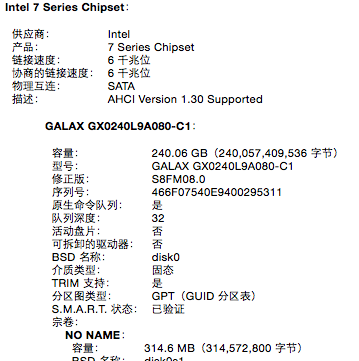 Intel 7 Series Chipset：
供应商： Intel
产品： 7 Series Chipset
链接速度： 6 千兆位
协商的链接速度： 6 千兆位
物理互连： SATA
描述： AHCI Version 1.30 Supported
GALAX GX0240L9A080-C1：
容量： 240.06 GB（240,057,409,536 字节）
型号： GALAX GX0240L9A080-C1
修正版： S8FM08.0
序列号： 466F07540E9400295311
原生命令队列： 是
队列深度： 32
活动盘片： 否
可拆卸的驱动器： 否
BSD 名称： disk0
介质类型： 固态
TRIM 支持： 是
分区图类型： GPT（GUID 分区表）
S.M.A.R.T. 状态： 已验证
宗卷：
NO NAME：
容量： 314.6 MB（314,572,800 字节）
BSD 名称： disk0s1